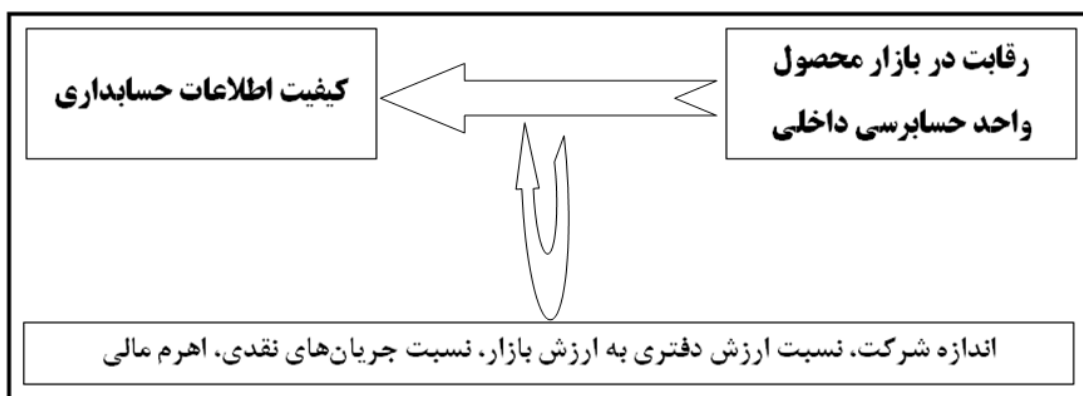 رقابت در بازار محصول
واحد حسابرسی داخلی
کیفیت اطلاعات حسابداری
اندازه شرکت، نسبت ارزش دفتری به ارزش بازار، نسبت جریان‌های نقدی، اهرم مالی